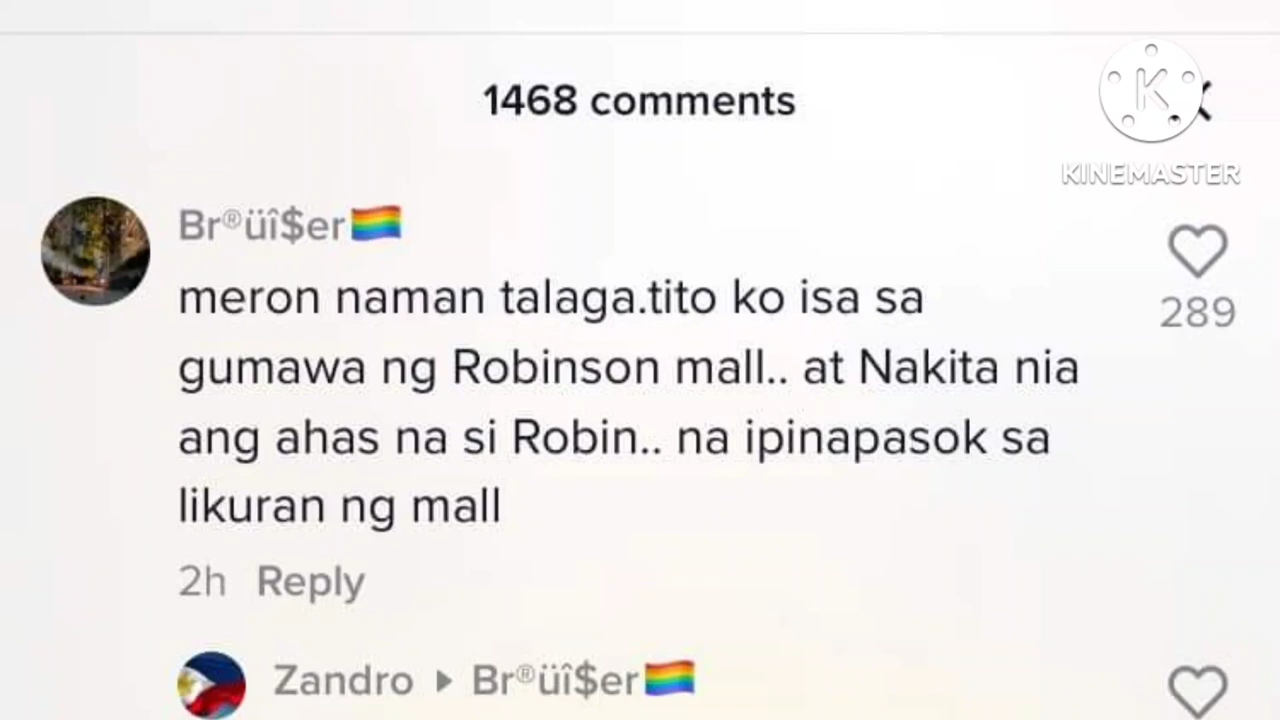 1468 comments
K
KINEMASTER
Br®üî$er🏳️‍🌈
meron naman talaga.tito ko isa sa
289
gumawa ng Robinson mall.. at Nakita nia
ang ahas na si Robin.. na ipinapasok sa
likuran ng mall
2h Reply
Zandro ▸ Br®üî$er🏳️‍🌈